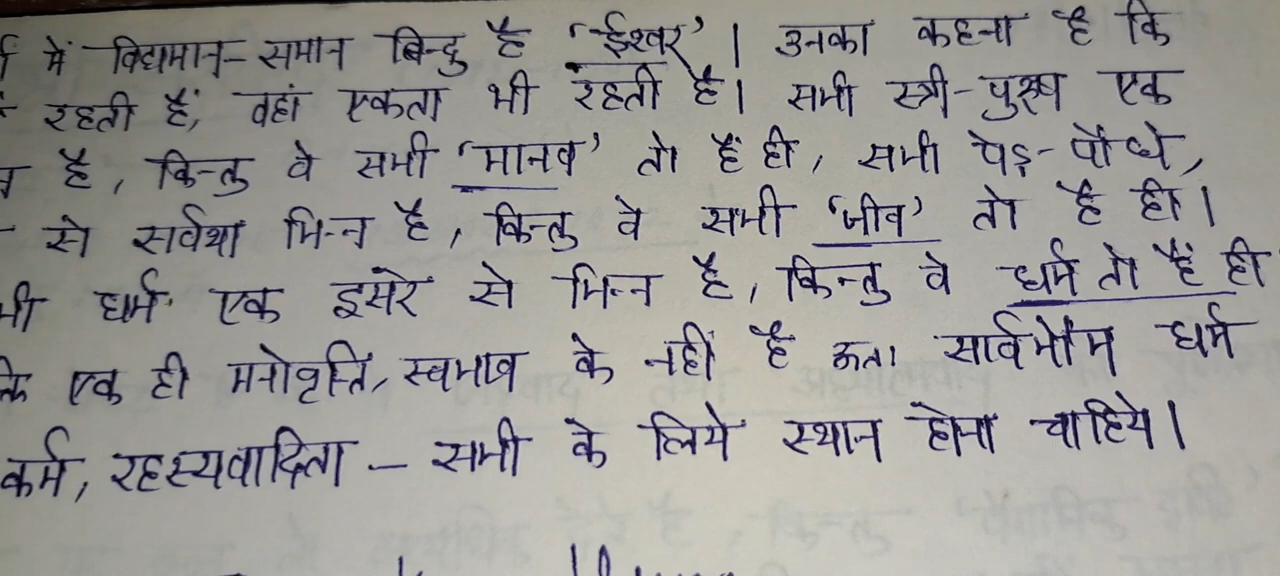 में विद्यमान-समान बिन्दु है 'ईश्वर' । उनका कहना है कि
रहती हैं, वहां एकता भी रहती है। सभी स्त्री-पुरुष एक
है, किन्तु वे सभी 'मानव' तो हैं ही, सभी पेड़-पौधे,
से सर्वथा भिन्न है, किन्तु वे सभी 'जीव' तो है ही।
भी धर्म एक दुसरे से भिन्न है, किन्तु वे धर्म तो हैं ही
एक ही मनोवृत्ति, स्वभाव के नहीं है अतः सार्वभौम धर्म
कर्म, रहस्यवादिता - सभी के लिये स्थान होना चाहिये।